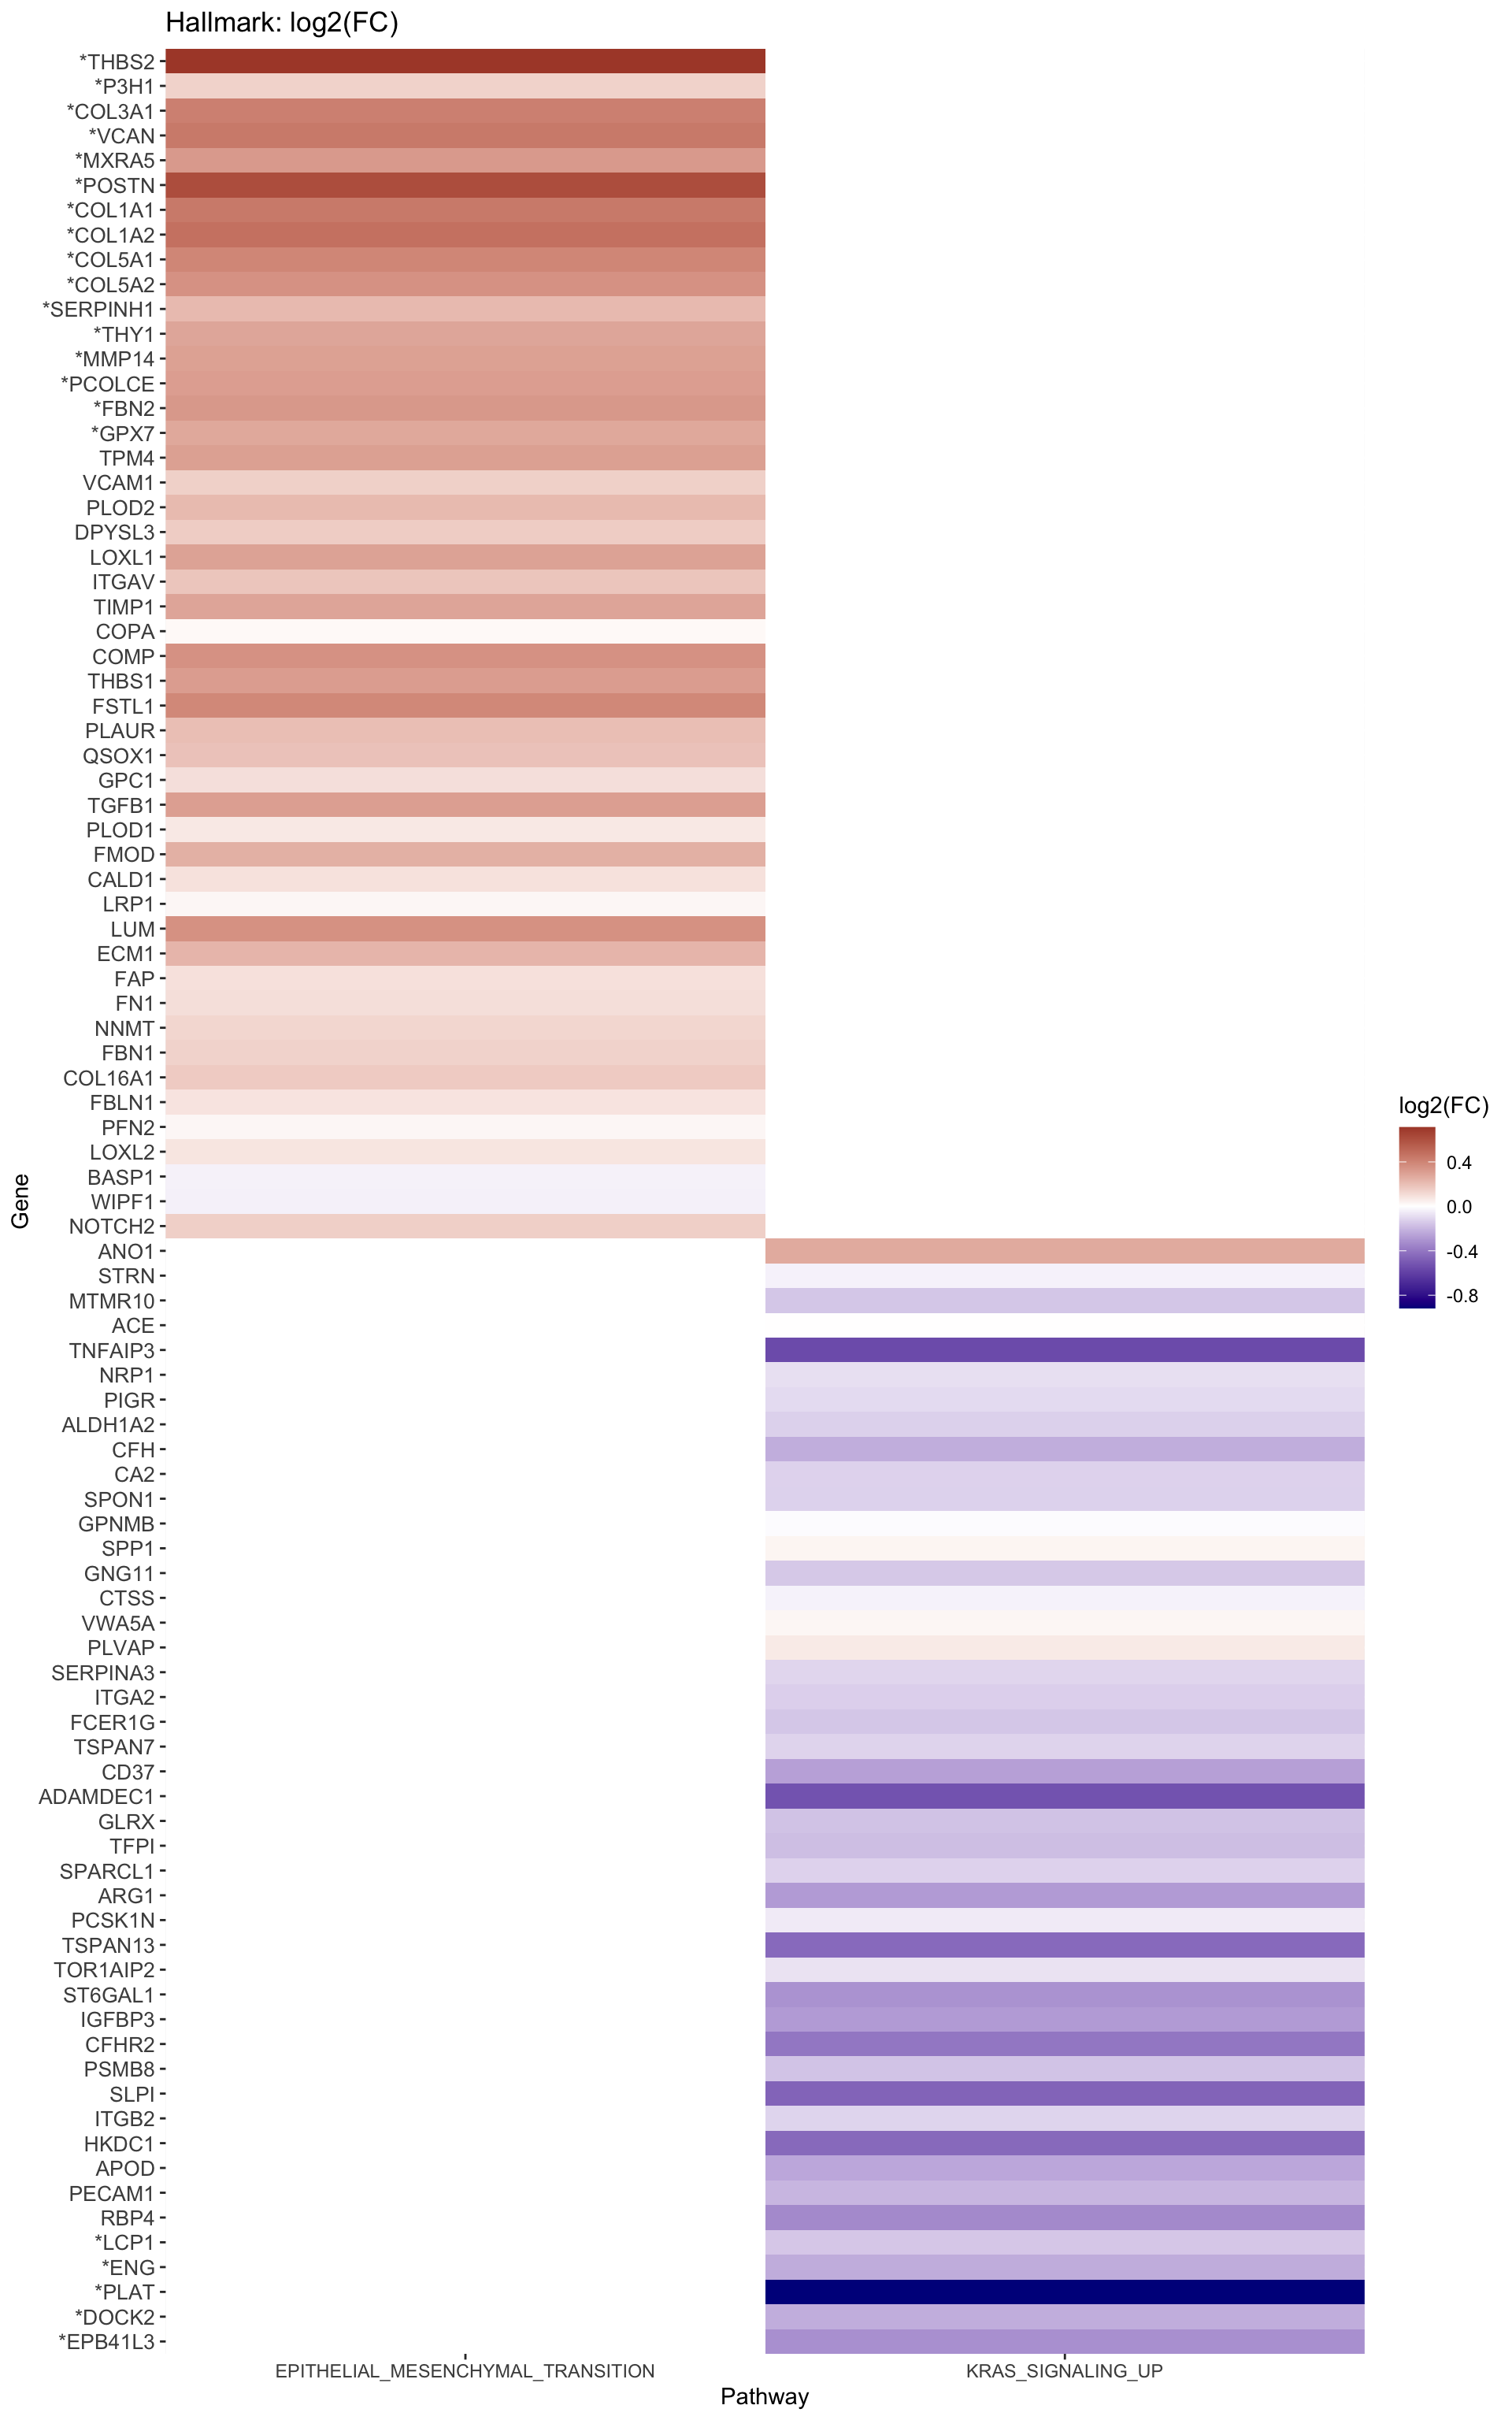 Hallmark: log2(FC)
*THBS2
*P3H1
*COL3A1
*VCAN
*MXRA5
*POSTN
*COL1A1
*COL1A2
*COL5A1
*COL5A2
*SERPINH1
*THY1
*MMP14
*PCOLCE
*FBN2
*GPX7
TPM4
VCAM1
PLOD2
DPYSL3
LOXL1
ITGAV
TIMP1
COPA
COMP
THBS1
FSTL1
PLAUR
QSOX1
GPC1
TGFB1
PLOD1
FMOD
CALD1
LRP1
LUM
ECM1
FAP
FN1
NNMT
FBN1
COL16A1
FBLN1
PFN2
LOXL2
BASP1
WIPF1
NOTCH2
ANO1
STRN
MTMR10
ACE
TNFAIP3
NRP1
PIGR
ALDH1A2
CFH
CA2
SPON1
GPNMB
SPP1
GNG11
CTSS
VWA5A
PLVAP
SERPINA3
ITGA2
FCER1G
TSPAN7
CD37
ADAMDEC1
GLRX
TFPI
SPARCL1
ARG1
PCSK1N
TSPAN13
TOR1AIP2
ST6GAL1
IGFBP3
CFHR2
PSMB8
SLPI
ITGB2
HKDC1
APOD
PECAM1
RBP4
*LCP1
*ENG
*PLAT
*DOCK2
*EPB41L3
Gene
EPITHELIAL_MESENCHYMAL_TRANSITION
KRAS_SIGNALING_UP
Pathway
log2(FC)
0.4
0.0
-0.4
-0.8